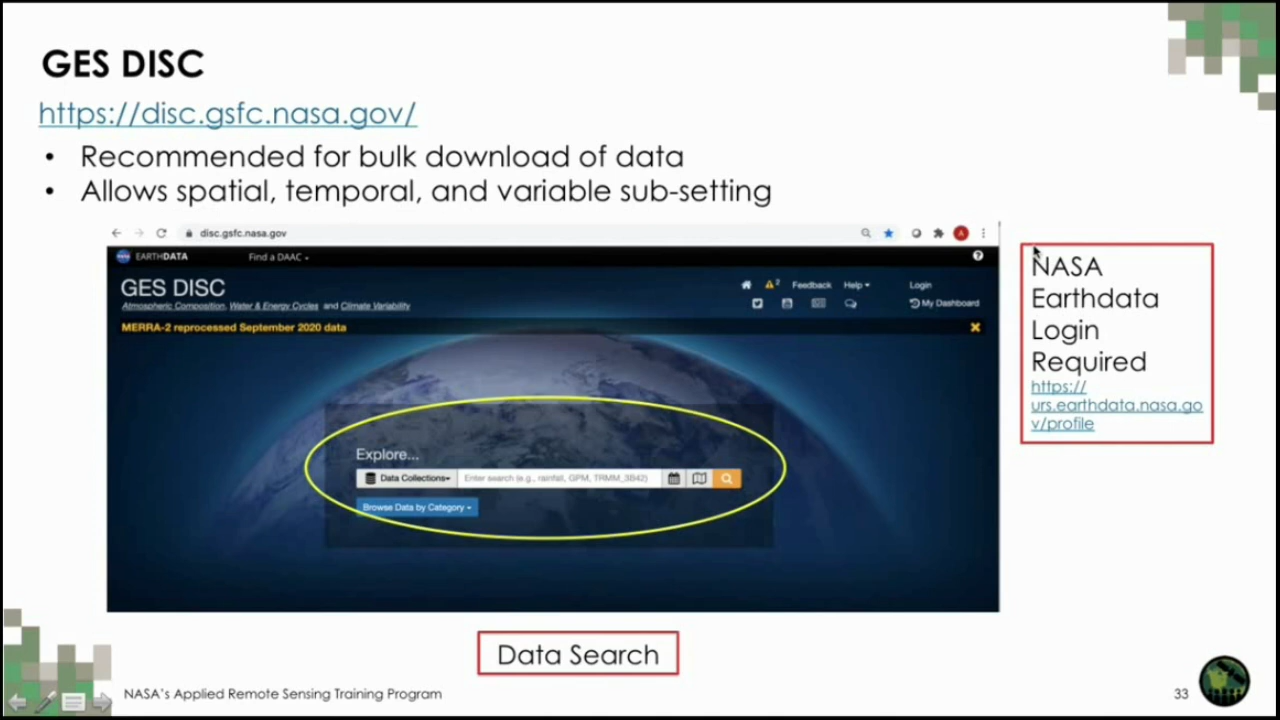 GES DISC
https://disc.gsfc.nasa.gov/
• Recommended for bulk download of data
• Allows spatial, temporal, and variable sub-setting
disc.gsfc.nasa.gov
A
EARTHDATA
Find a DAAC
?
GES DISC
2
Feedback
Help
Login
Atmospheric Composition, Water & Energy Cycles and Climate Variability
My Dashboard
MERRA-2 reprocessed September 2020 data
Explore...
Data Collections
Enter search (e.g., rainfall, GPM, TRMM_3B42)
Browse Data by Category
NASA
Earthdata
Login
Required
https://
urs.earthdata.nasa.go
v/profile
Data Search
NASA's Applied Remote Sensing Training Program
33